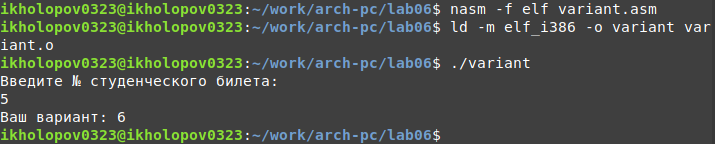 ikholopov0323@ikholopov0323:~/work/arch-pc/lab06$ nasm -f elf variant.asm
ikholopov0323@ikholopov0323:~/work/arch-pc/lab06$ ld -m elf_i386 -o variant var
iant.o
ikholopov0323@ikholopov0323:~/work/arch-pc/lab06$ ./variant
Введите № студенческого билета:
5
Ваш вариант: 6
ikholopov0323@ikholopov0323:~/work/arch-pc/lab06$